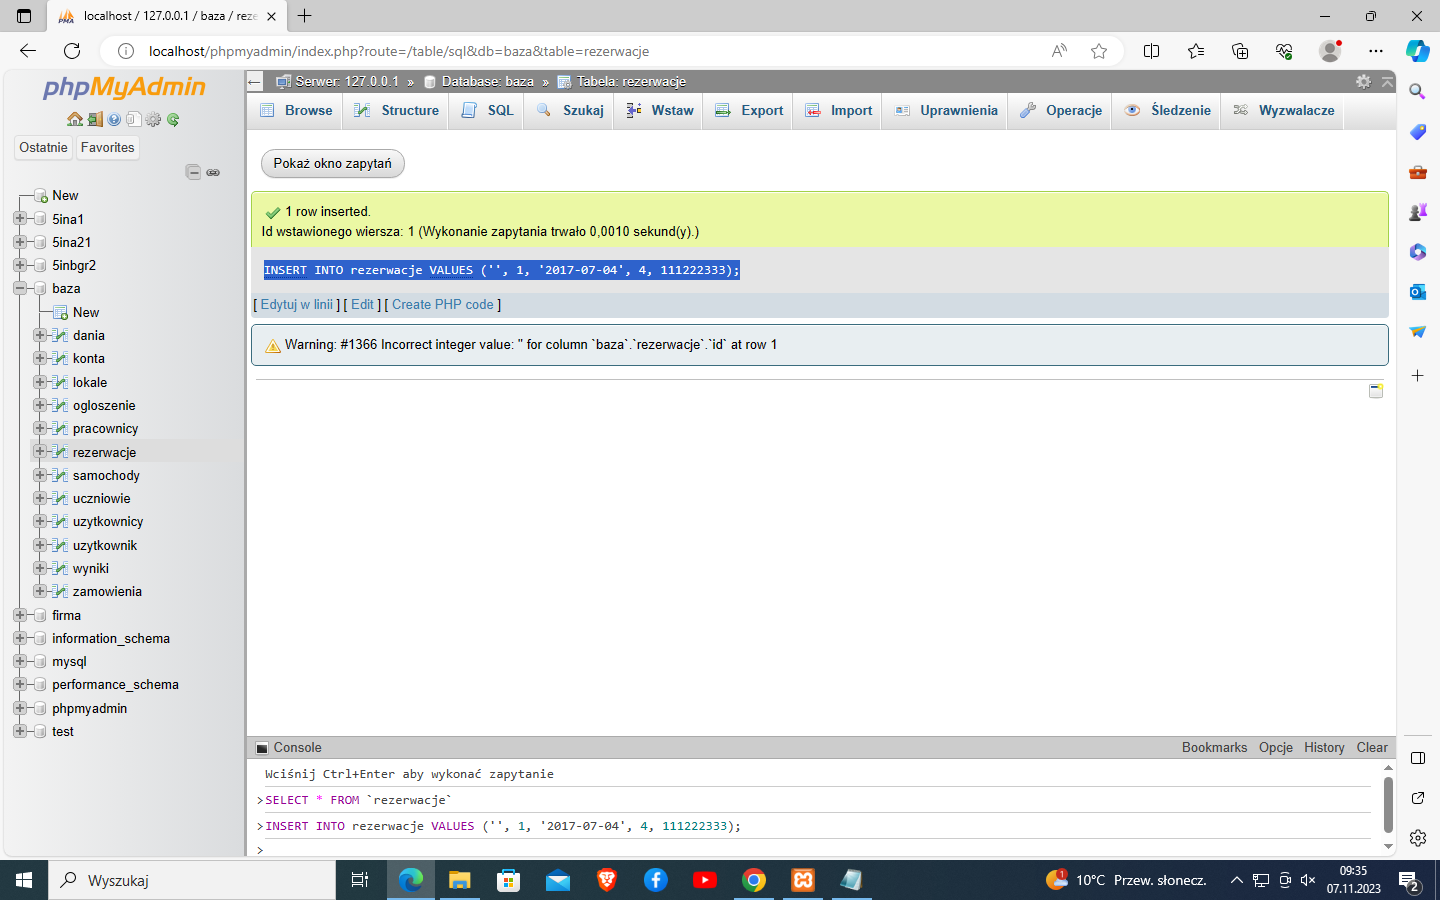 localhost / 127.0.0.1 / baza / reze
localhost/phpmyadmin/index.php?route=/table/sql&db=baza&table=rezerwacje
phpMyAdmin
Ostatnie
Favorites
New
5ina1
5ina21
5inbgr2
baza
New
dania
konta
lokale
ogloszenie
pracownicy
rezerwacje
samochody
uczniowie
uzytkownicy
uzytkownik
wyniki
zamowienia
firma
information_schema
mysql
performance_schema
phpmyadmin
test
Serwer: 127.0.0.1 » Database: baza » Tabela: rezerwacje
Browse Structure SQL Szukaj Wstaw Export Import Uprawnienia Operacje Śledzenie Wyzwalacze
Pokaż okno zapytań
1 row inserted.
Id wstawionego wiersza: 1 (Wykonanie zapytania trwało 0,0010 sekund(y).)
INSERT INTO rezerwacje VALUES ('', 1, '2017-07-04', 4, 111222333);
[ Edytuj w linii ] [ Edit ] [ Create PHP code ]
Warning: #1366 Incorrect integer value: '' for column `baza`.`rezerwacje`.`id` at row 1
Console
Bookmarks Opcje History Clear
Wciśnij Ctrl+Enter aby wykonać zapytanie
>SELECT * FROM `rezerwacje`
>INSERT INTO rezerwacje VALUES ('', 1, '2017-07-04', 4, 111222333);
>
Wyszukaj
1
10°C Przew. słonecz.
09:35
07.11.2023
2